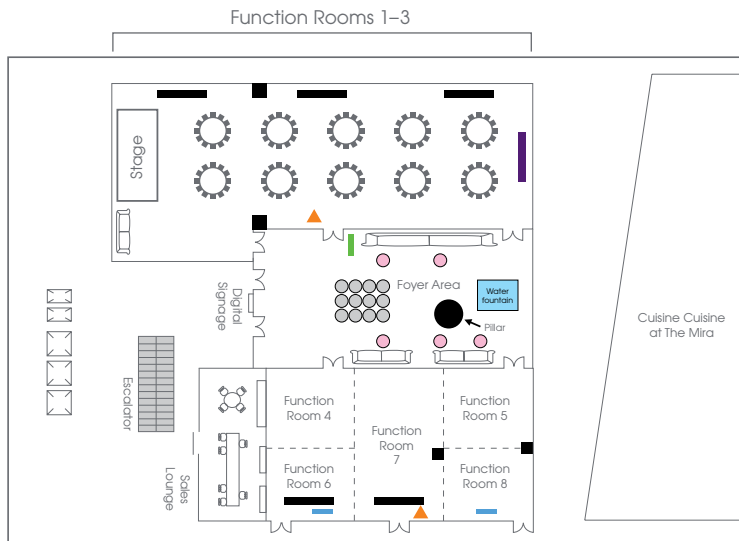 Function Rooms 1–3
Stage
Digital
Signage
Foyer Area
Water
fountain
Pillar
Cuisine Cuisine
at The Mira
Escalator
Sales
Lounge
Function
Room 4
Function
Room 5
Function
Room
7
Function
Room 6
Function
Room 8